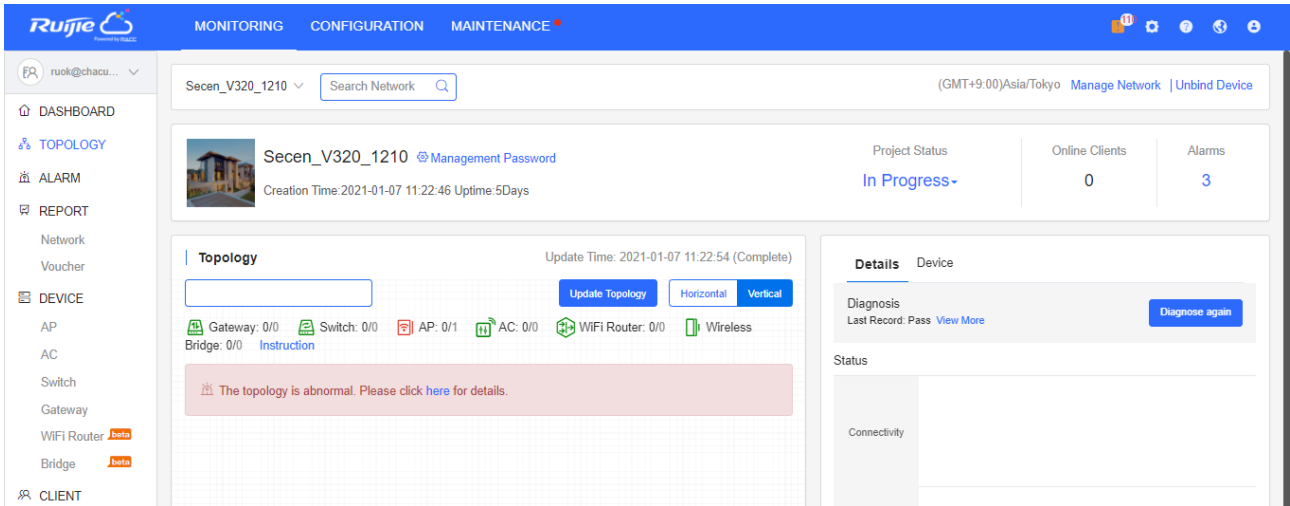 Ruijie
Powered by MACC
MONITORING CONFIGURATION MAINTENANCE
ruok@chacu...
DASHBOARD
TOPOLOGY
ALARM
REPORT
Network
Voucher
DEVICE
AP
AC
Switch
Gateway
WiFi Router beta
Bridge beta
CLIENT
Secen_V320_1210 Search Network (GMT+9:00)Asia/Tokyo Manage Network | Unbind Device
Secen_V320_1210 Management Password
Creation Time:2021-01-07 11:22:46 Uptime:5Days
Project Status Online Clients Alarms
In Progress 0 3
Topology Update Time: 2021-01-07 11:22:54 (Complete)
Update Topology Horizontal Vertical
Gateway: 0/0 Switch: 0/0 AP: 0/1 AC: 0/0 WiFi Router: 0/0 Wireless
Bridge: 0/0 Instruction
The topology is abnormal. Please click here for details.
Details Device
Diagnosis
Last Record: Pass View More
Diagnose again
Status
Connectivity